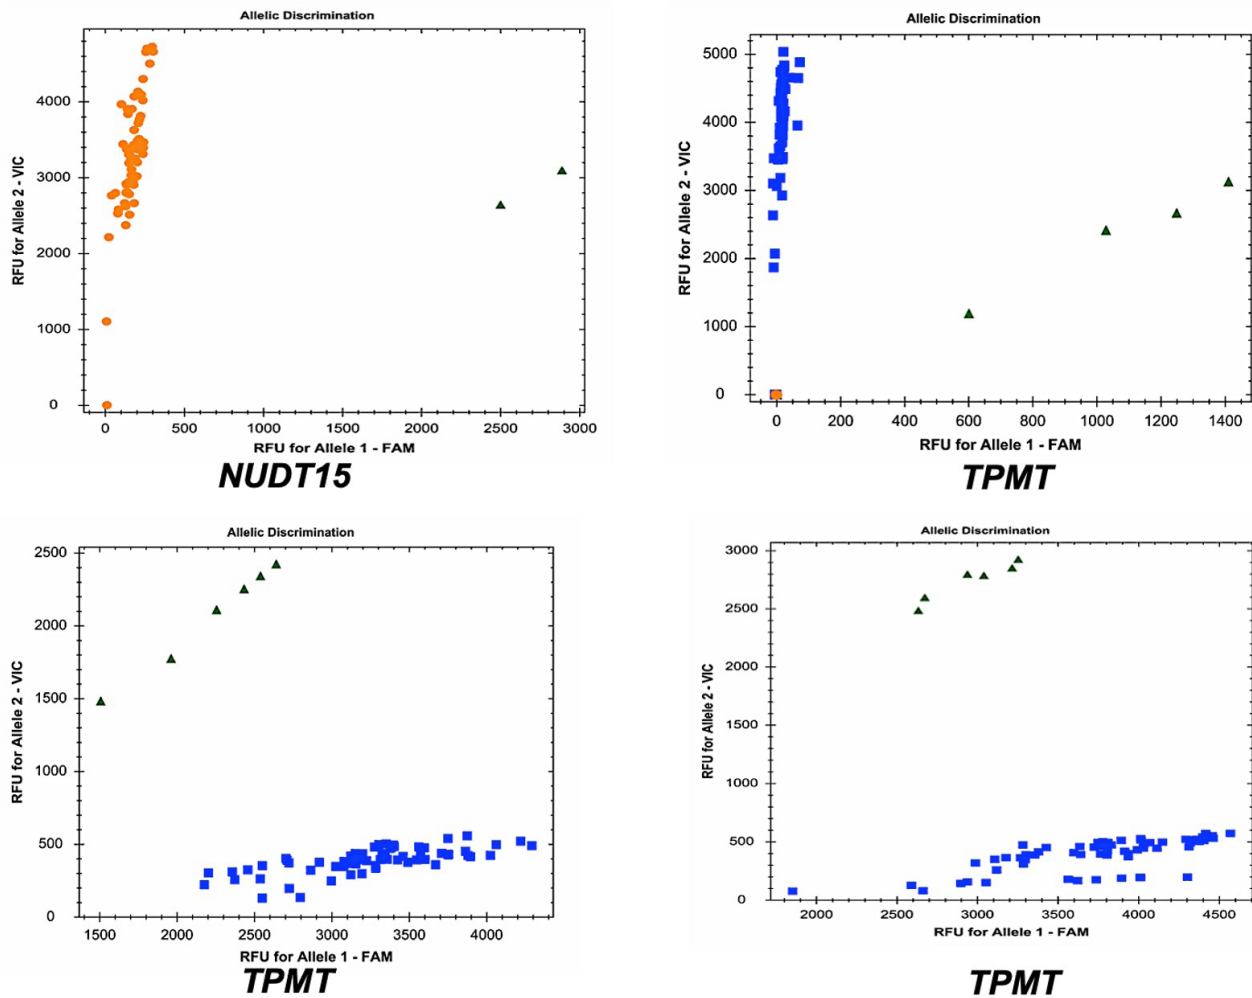 Allelic Discrimination
RFU for Allele 2 - VIC
4000
3000
2000
1000
0
0 500 1000 1500 2000 2500 3000
RFU for Allele 1 - FAM
NUDT15
Allelic Discrimination
RFU for Allele 2 - VIC
5000
4000
3000
2000
1000
0
0 200 400 600 800 1000 1200 1400
RFU for Allele 1 - FAM
TPMT
Allelic Discrimination
RFU for Allele 2 - VIC
2500
2000
1500
1000
500
0
1500 2000 2500 3000 3500 4000
RFU for Allele 1 - FAM
TPMT
Allelic Discrimination
RFU for Allele 2 - VIC
3000
2500
2000
1500
1000
500
0
2000 2500 3000 3500 4000 4500
RFU for Allele 1 - FAM
TPMT